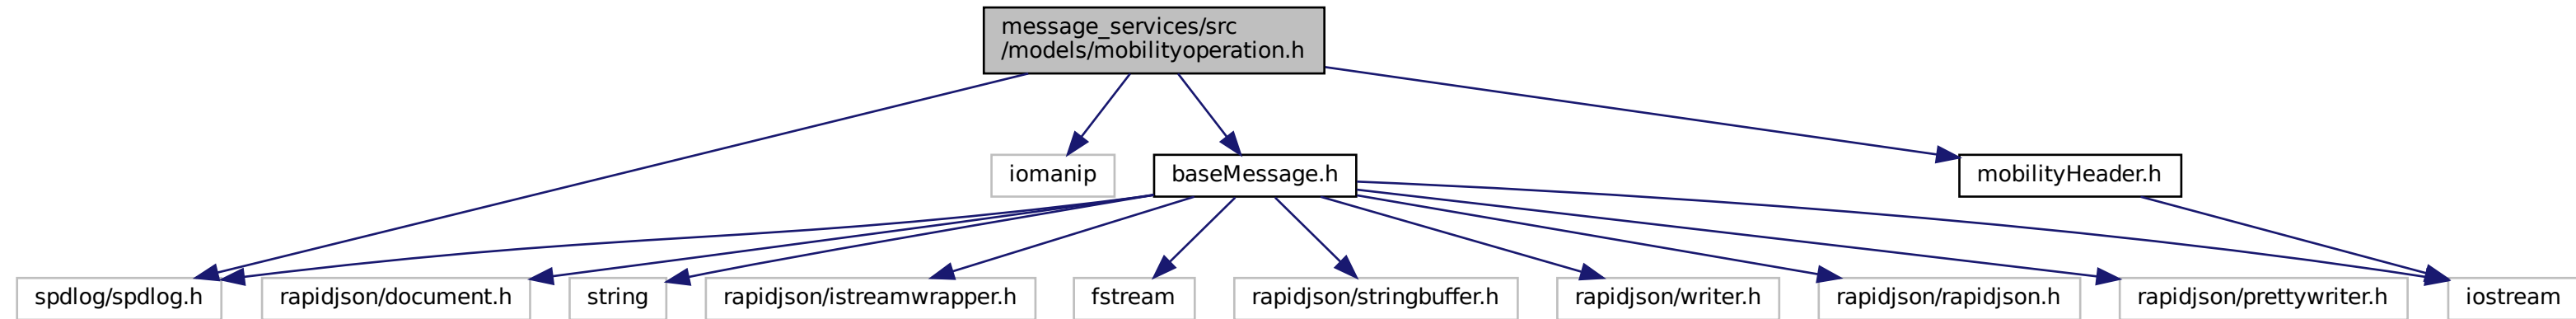 message_services/src
/models/mobilityoperation.h
iomanip
baseMessage.h
mobilityHeader.h
spdlog/spdlog.h
rapidjson/document.h
string
rapidjson/istreamwrapper.h
fstream
rapidjson/stringbuffer.h
rapidjson/writer.h
rapidjson/rapidjson.h
rapidjson/prettywriter.h
iostream